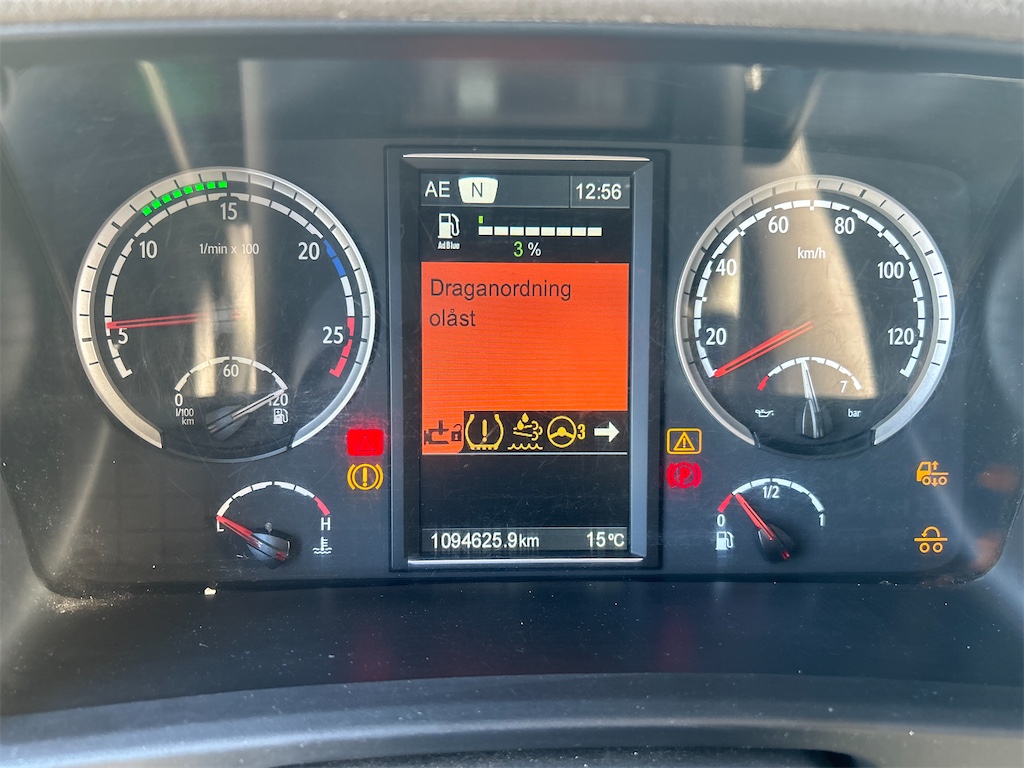 AE N 12:56
AdBlue
3 %
Draganordning
olåst
3
1094625.9km 15°C
5 10 15 20 25
1/min x 100
0 60 120
l/100
km
L H
20 40 60 80 100 120
km/h
7
bar
0 1/2 1